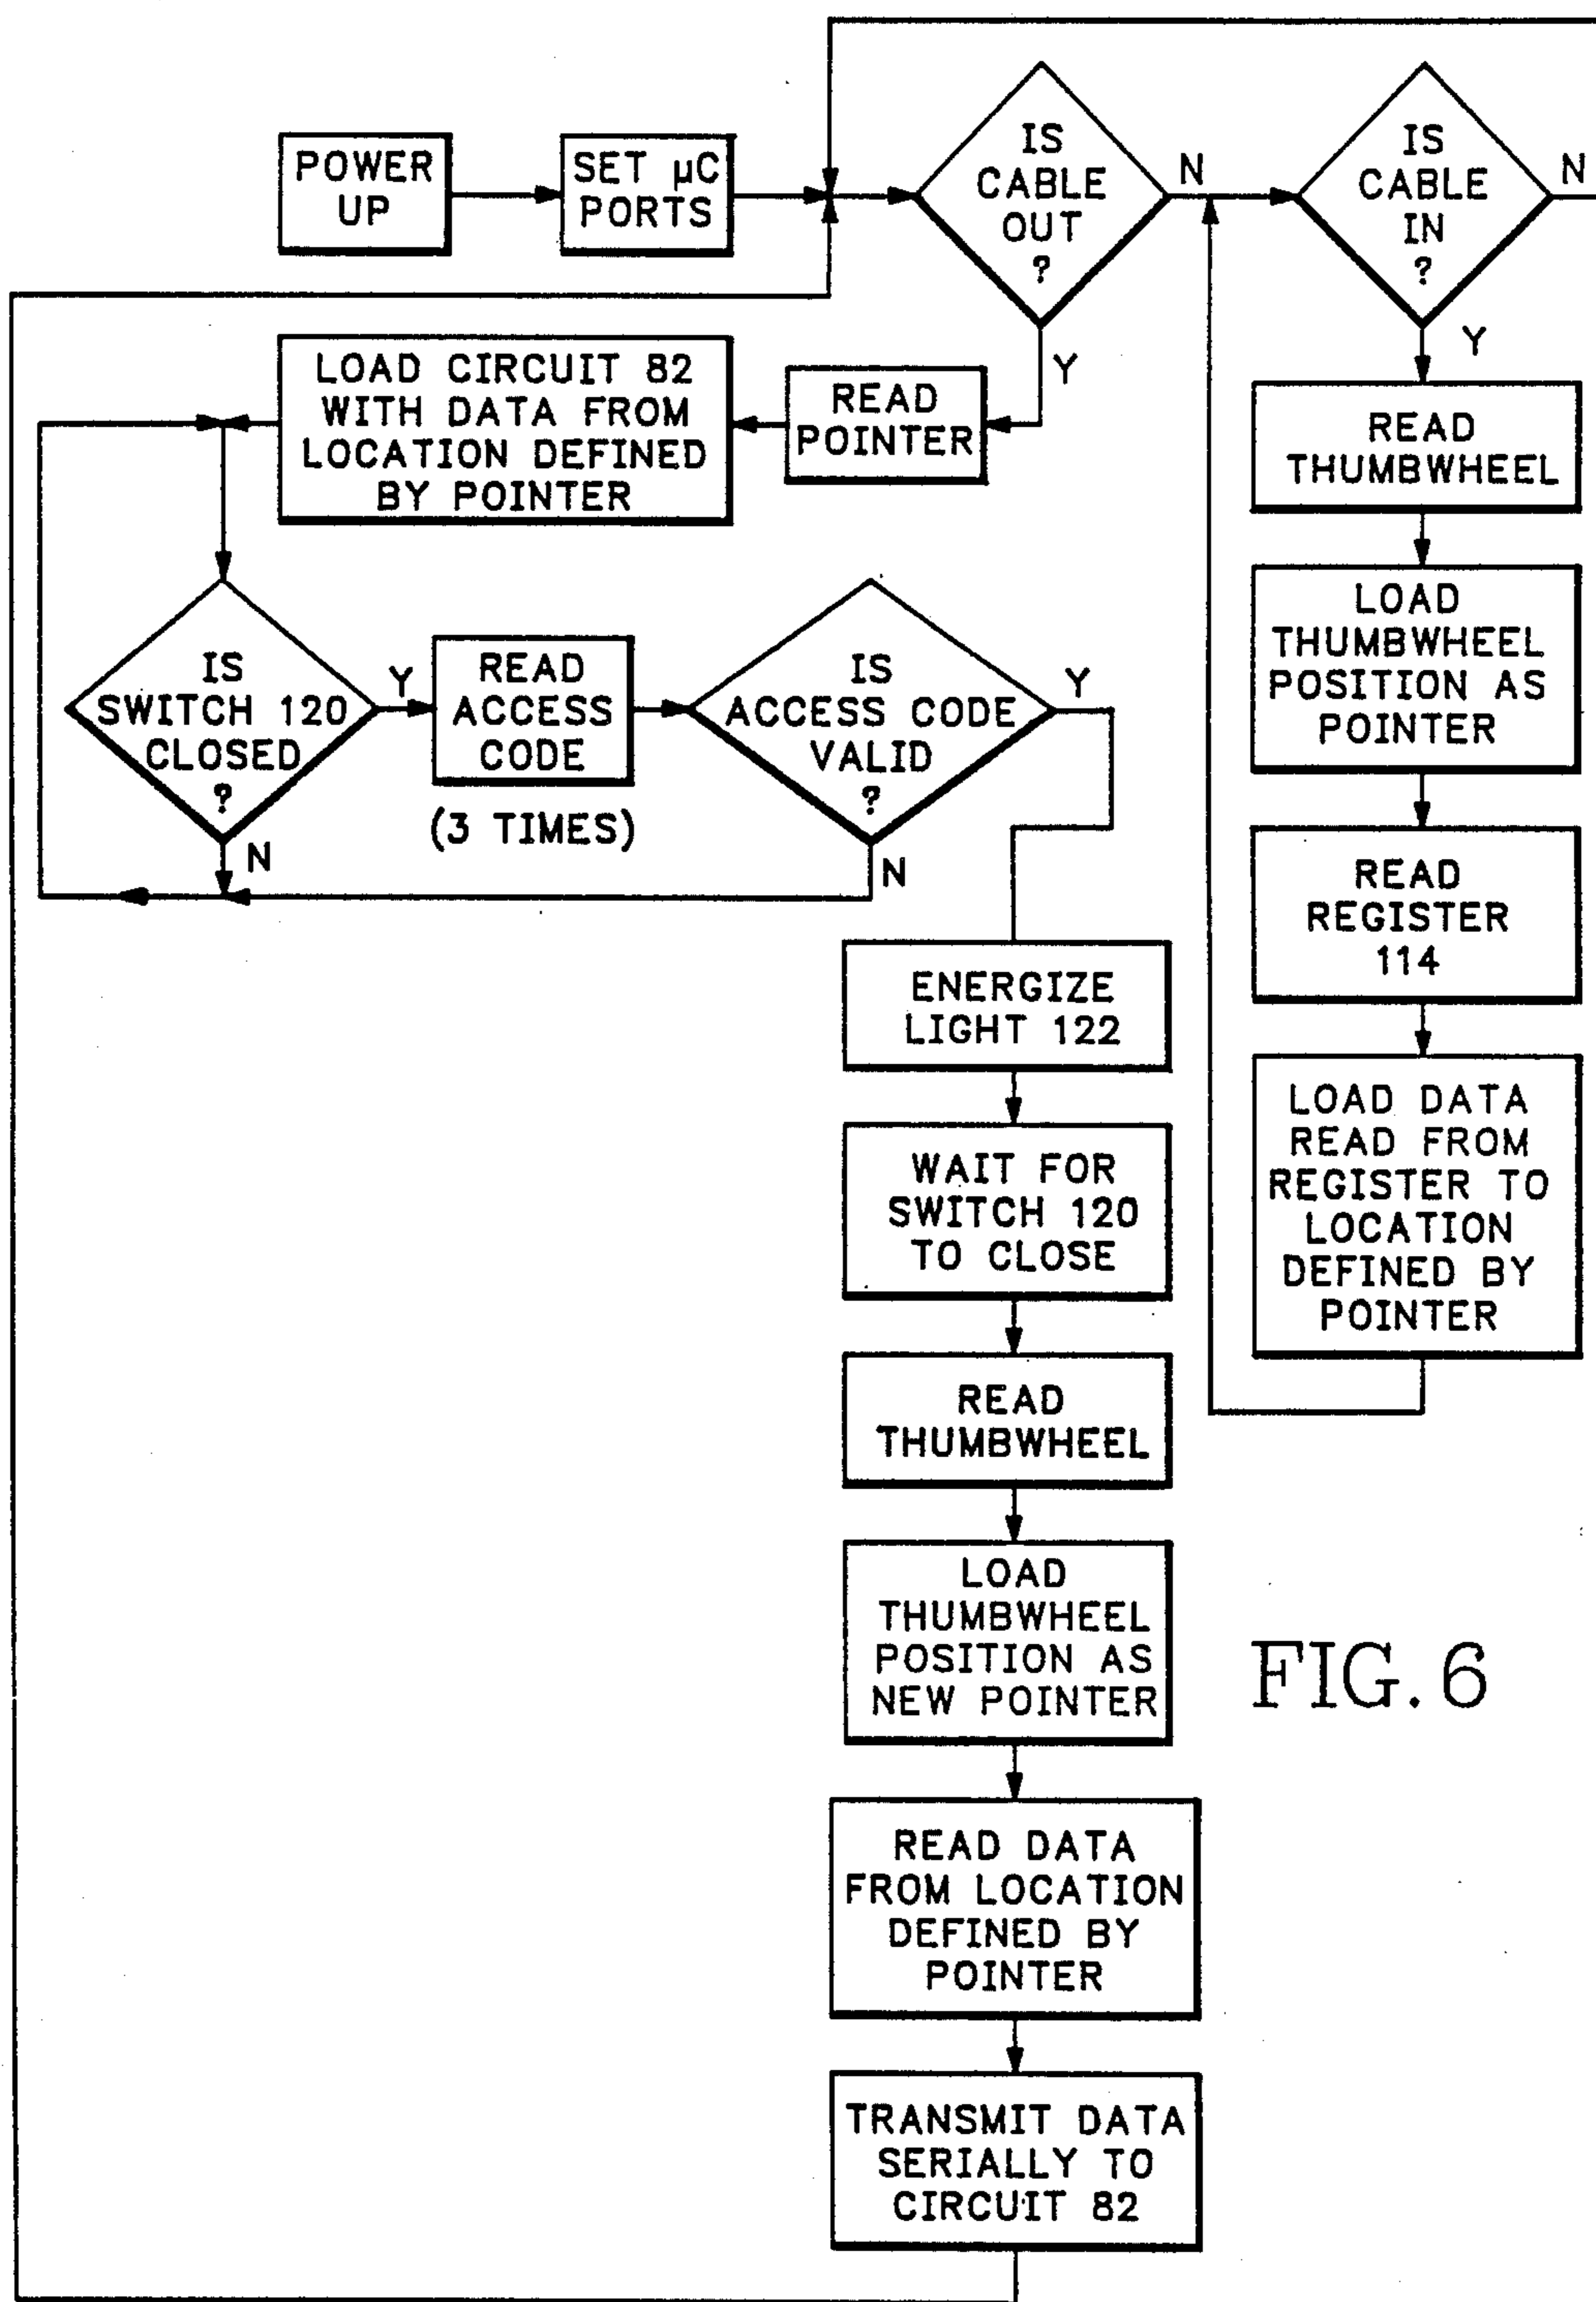 POWER
UP
SET µC
PORTS
IS
CABLE
OUT
?
N
Y
IS
CABLE
IN
?
N
Y
READ
POINTER
LOAD CIRCUIT 82
WITH DATA FROM
LOCATION DEFINED
BY POINTER
IS
SWITCH 120
CLOSED
?
Y
N
READ
ACCESS
CODE
(3 TIMES)
IS
ACCESS CODE
VALID
?
Y
N
ENERGIZE
LIGHT 122
WAIT FOR
SWITCH 120
TO CLOSE
READ
THUMBWHEEL
LOAD
THUMBWHEEL
POSITION AS
NEW POINTER
READ DATA
FROM LOCATION
DEFINED BY
POINTER
TRANSMIT DATA
SERIALLY TO
CIRCUIT 82
READ
THUMBWHEEL
LOAD
THUMBWHEEL
POSITION AS
POINTER
READ
REGISTER
114
LOAD DATA
READ FROM
REGISTER TO
LOCATION
DEFINED BY
POINTER
FIG. 6